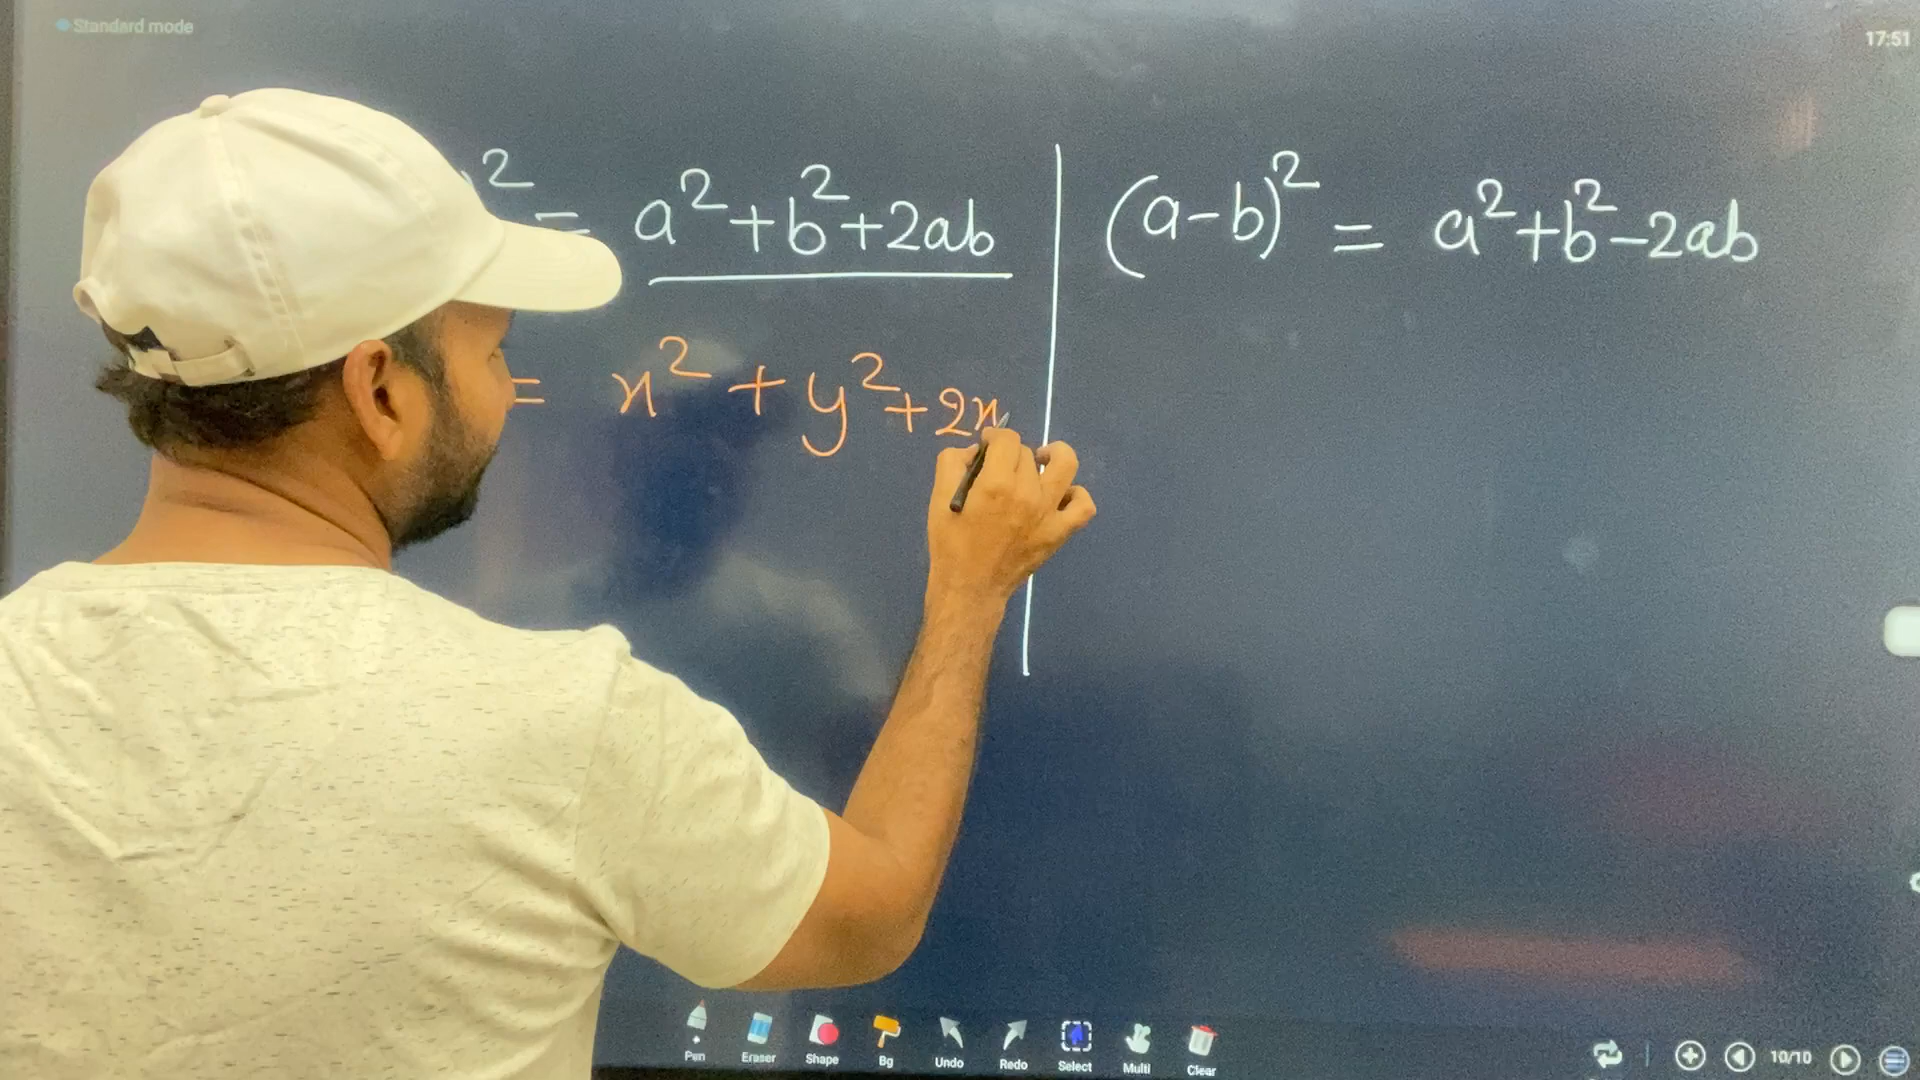 Standard mode
17:51
² = a²+b²+2ab
(a-b)² = a²+b²-2ab
= x² + y²+2x
Pen Eraser Shape Bg Undo Redo Select Multi Clear
10/10